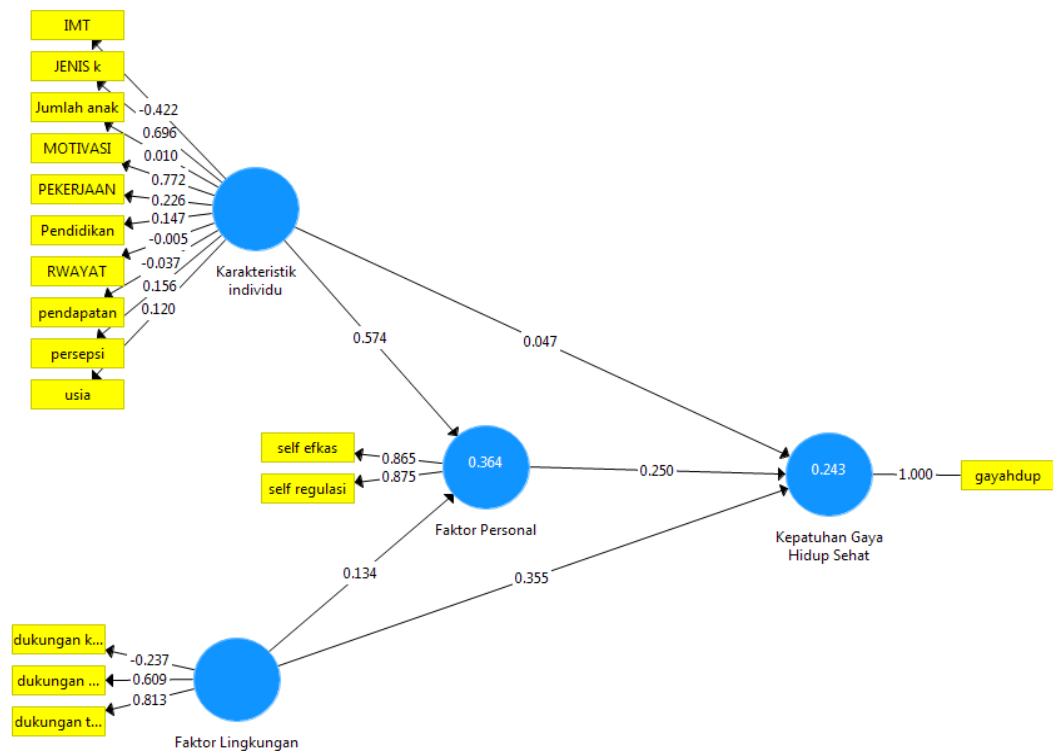 IMT
JENIS k
Jumlah anak
MOTIVASI
PEKERJAAN
Pendidikan
RWAYAT
pendapatan
persepsi
usia
-0.422
0.696
0.010
0.772
0.226
0.147
-0.005
-0.037
0.156
0.120
Karakteristik
individu
0.574
0.047
self efkas
self regulasi
0.865
0.875
0.364
Faktor Personal
0.250
0.243
Kepatuhan Gaya
Hidup Sehat
1.000
gayahdup
0.134
0.355
dukungan k...
dukungan ...
dukungan t...
-0.237
0.609
0.813
Faktor Lingkungan